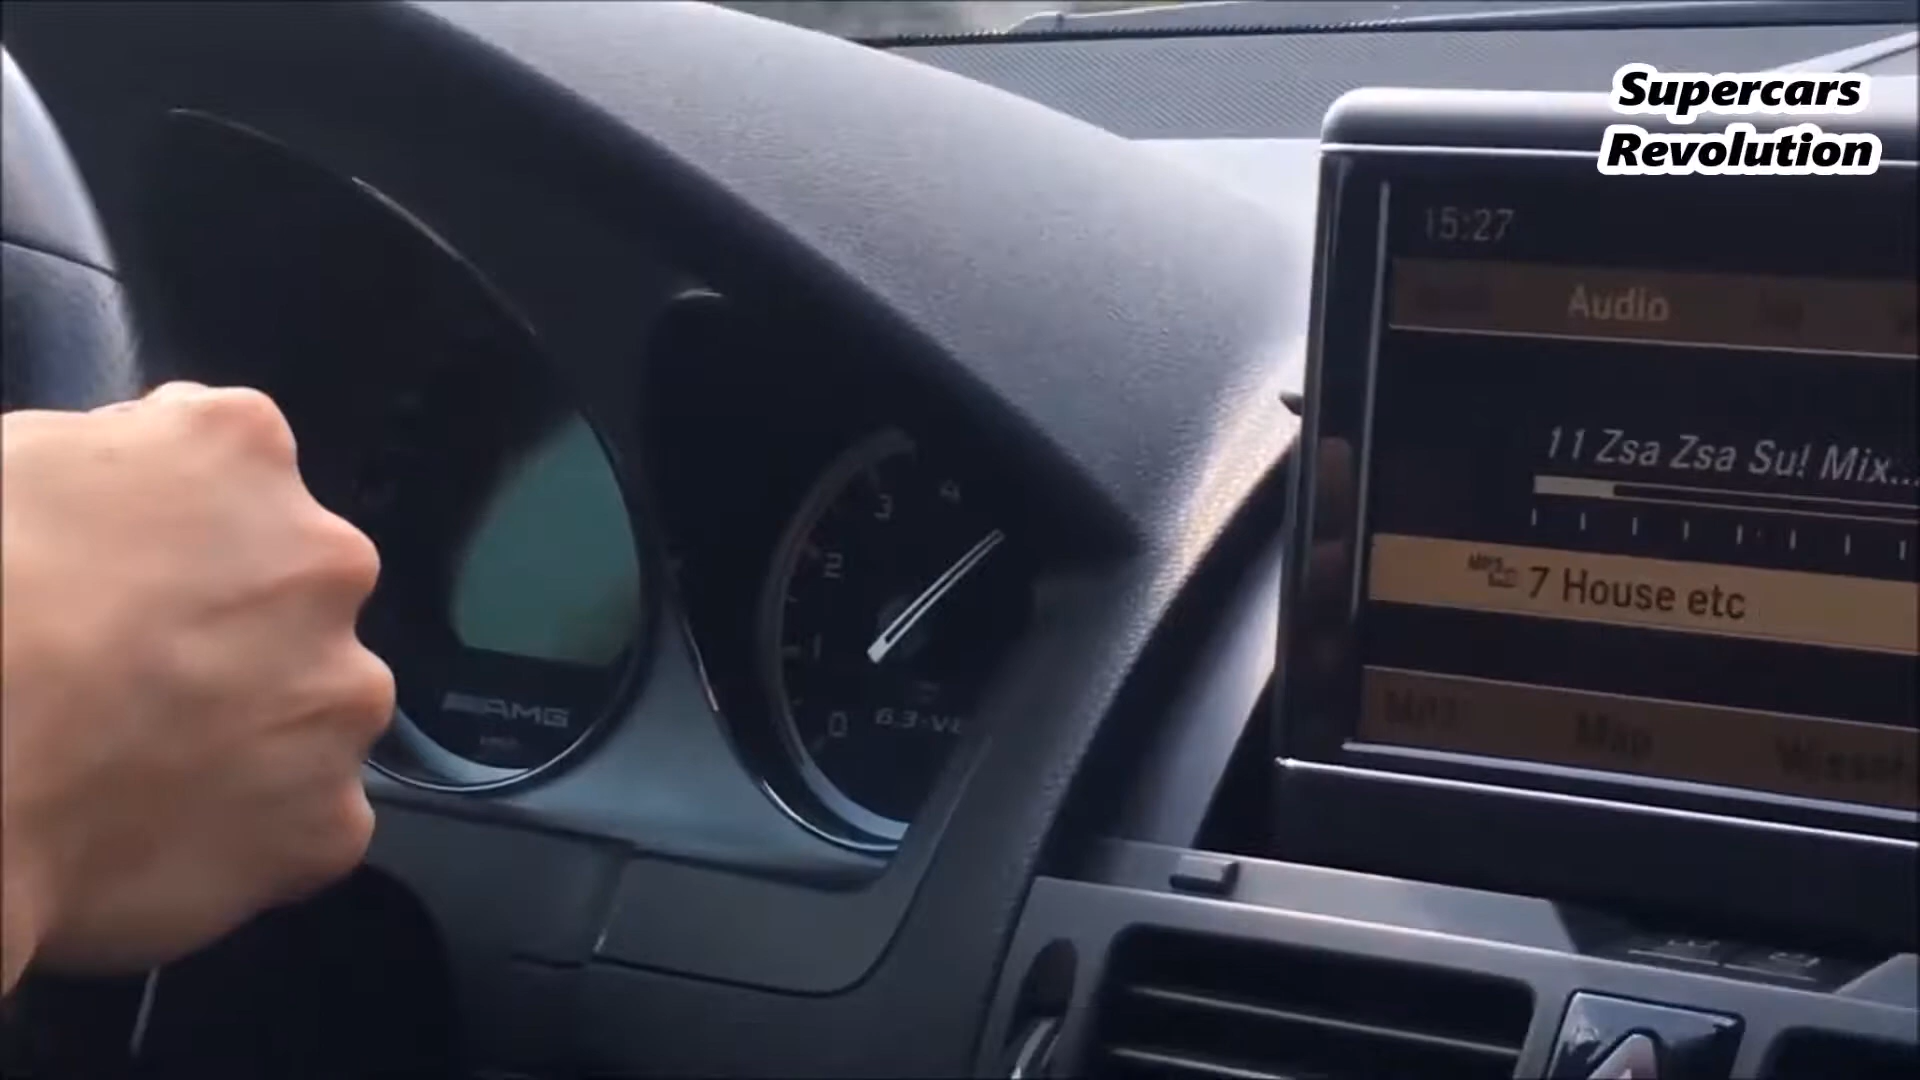 Supercars
Revolution
15:27
Audio
11 Zsa Zsa Su! Mix...
7 House etc
Map
4
3
2
1
0
6.3-V8
AMG